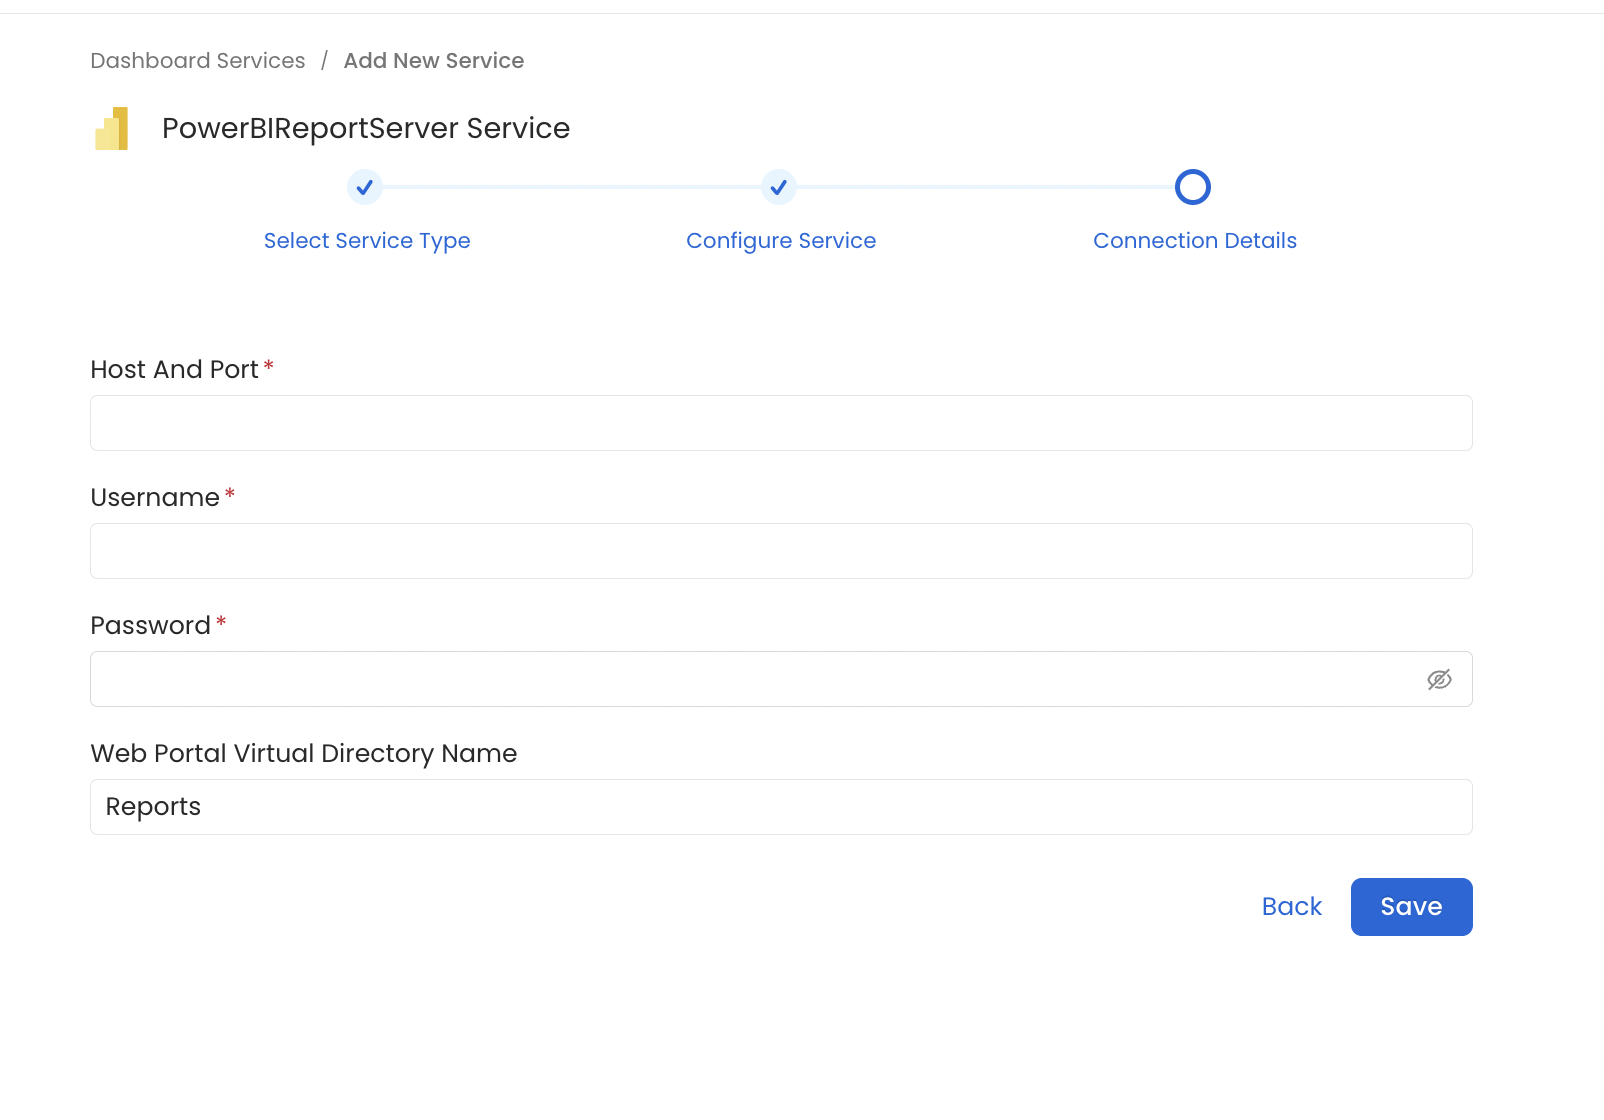 Dashboard Services / Add New Service
PowerBIReportServer Service
Select Service Type
Configure Service
Connection Details
Host And Port *
Username *
Password *
Web Portal Virtual Directory Name
Reports
Back
Save